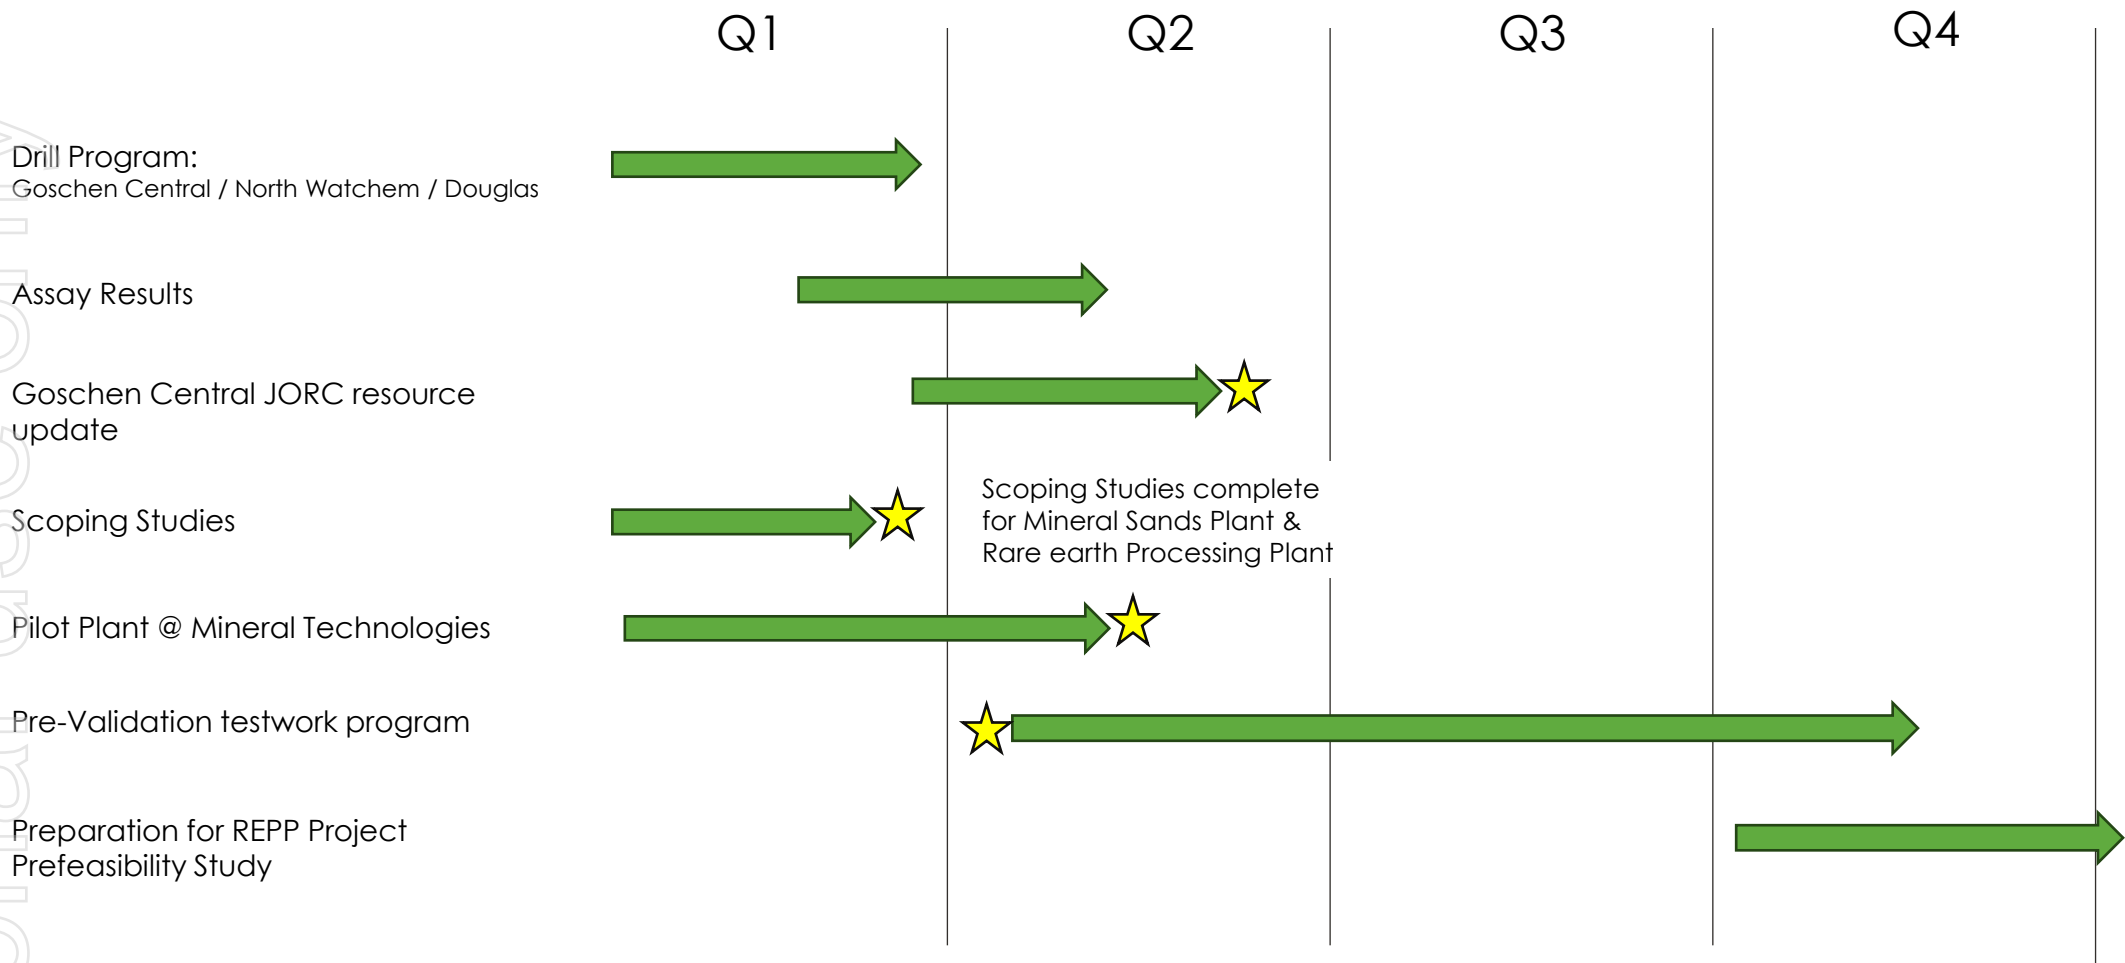 Q1 Q2 Q3 Q4
Drill Program:
Goschen Central / North Watchem / Douglas
Assay Results
Goschen Central JORC resource
update
Scoping Studies complete
for Mineral Sands Plant &
Rare earth Processing Plant
Scoping Studies
Pilot Plant @ Mineral Technologies
Pre-Validation testwork program
Preparation for REPP Project
Prefeasibility Study